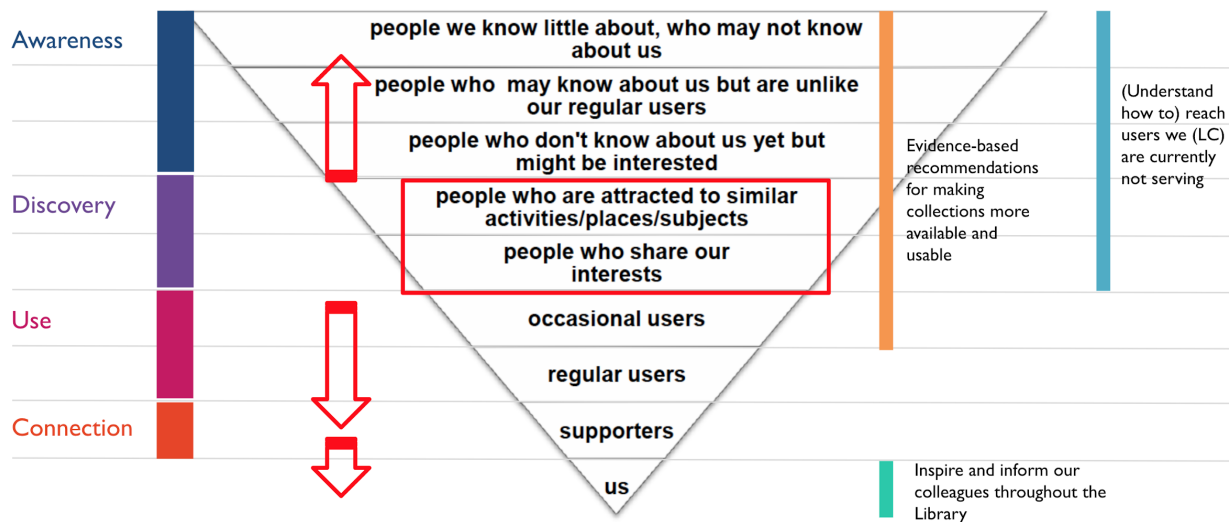 Awareness
people we know little about, who may not know
about us
people who  may know about us but are unlike
our regular users
people who don't know about us yet but
might be interested
Discovery
people who are attracted to similar
activities/places/subjects
people who share our
interests
Use
occasional users
regular users
Connection
supporters
us
Evidence-based
recommendations
for making
collections more
available and
usable
(Understand
how to) reach
users we (LC)
are currently
not serving
Inspire and inform our
colleagues throughout the
Library